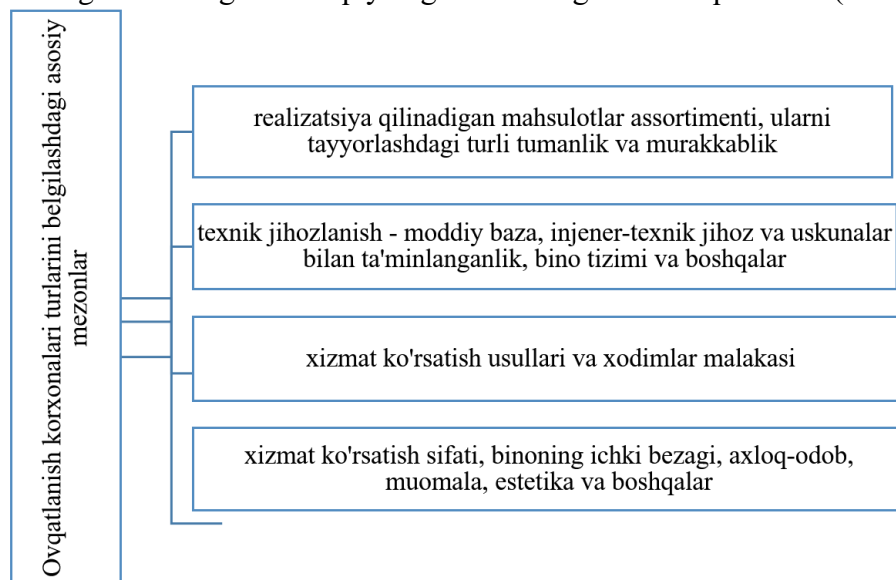 Ovqatlanish korxonalari turlarini belgilashdagi asosiy
mezonlar
realizatsiya qilinadigan mahsulotlar assortimenti, ularni
tayyorlashdagi turli tumanlik va murakkablik
texnik jihozlanish - moddiy baza, injener-texnik jihoz va uskunalar
bilan ta'minlanganlik, bino tizimi va boshqalar
xizmat ko'rsatish usullari va xodimlar malakasi
xizmat ko'rsatish sifati, binoning ichki bezagi, axloq-odob,
muomala, estetika va boshqalar